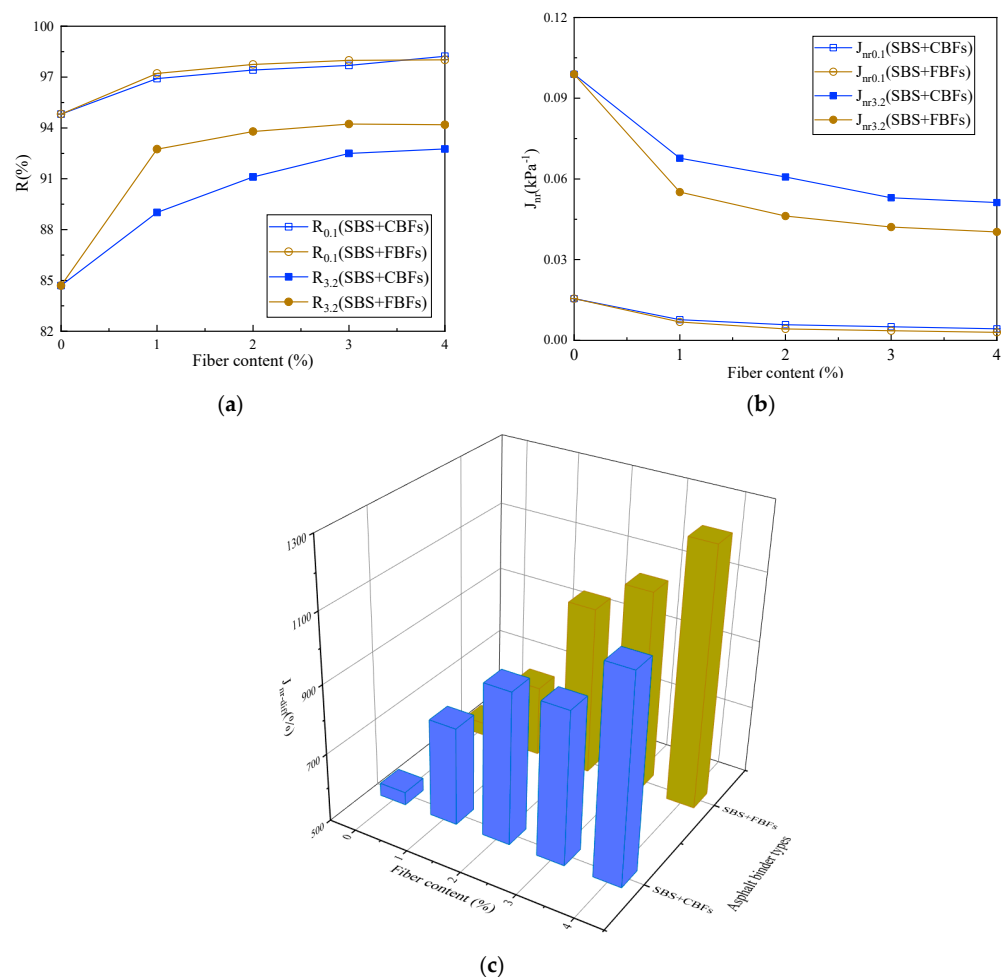 100
97
94
91
88
85
82
R(%)
R0.1(SBS+CBFs)
R0.1(SBS+FBFs)
R3.2(SBS+CBFs)
R3.2(SBS+FBFs)
0 1 2 3 4
Fiber content (%)
(a)
0.12
0.09
0.06
0.03
0.00
Jnr(kPa-1)
Jnr0.1(SBS+CBFs)
Jnr0.1(SBS+FBFs)
Jnr3.2(SBS+CBFs)
Jnr3.2(SBS+FBFs)
0 1 2 3 4
Fiber content (%)
(b)
1300
1100
900
700
500
J nr-diff(%)
0
1
2
3
4
Fiber content (%)
SBS+FBFs
SBS+CBFs
Asphalt binder types
(c)